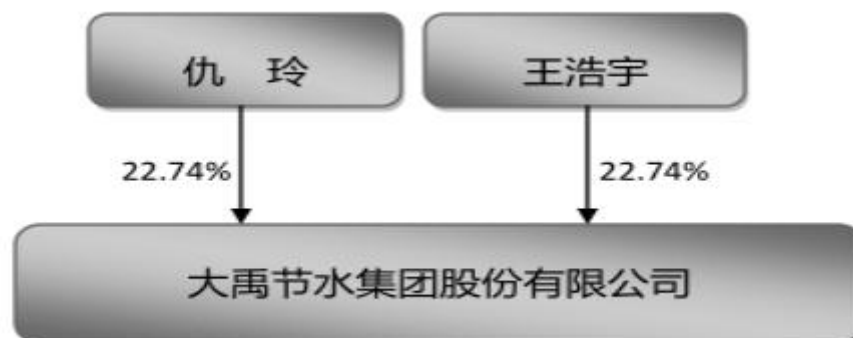 仇　玲
王浩宇
22.74%
22.74%
大禹节水集团股份有限公司